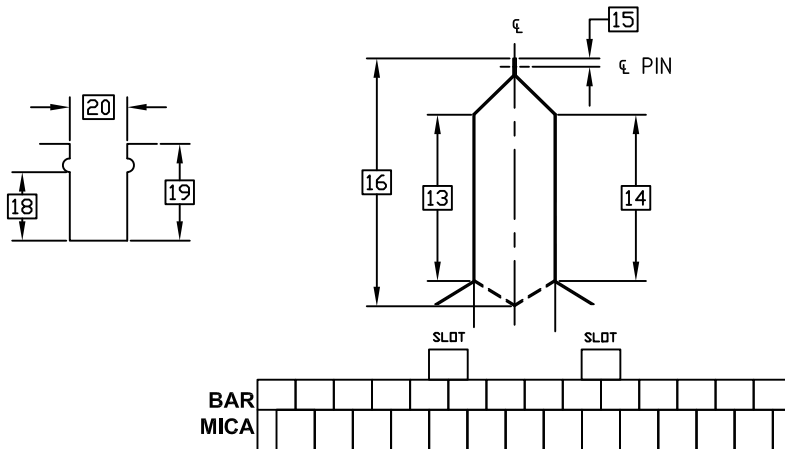 ℄
15
℄ PIN
20
16
13
14
18
19
SLOT SLOT
BAR
MICA